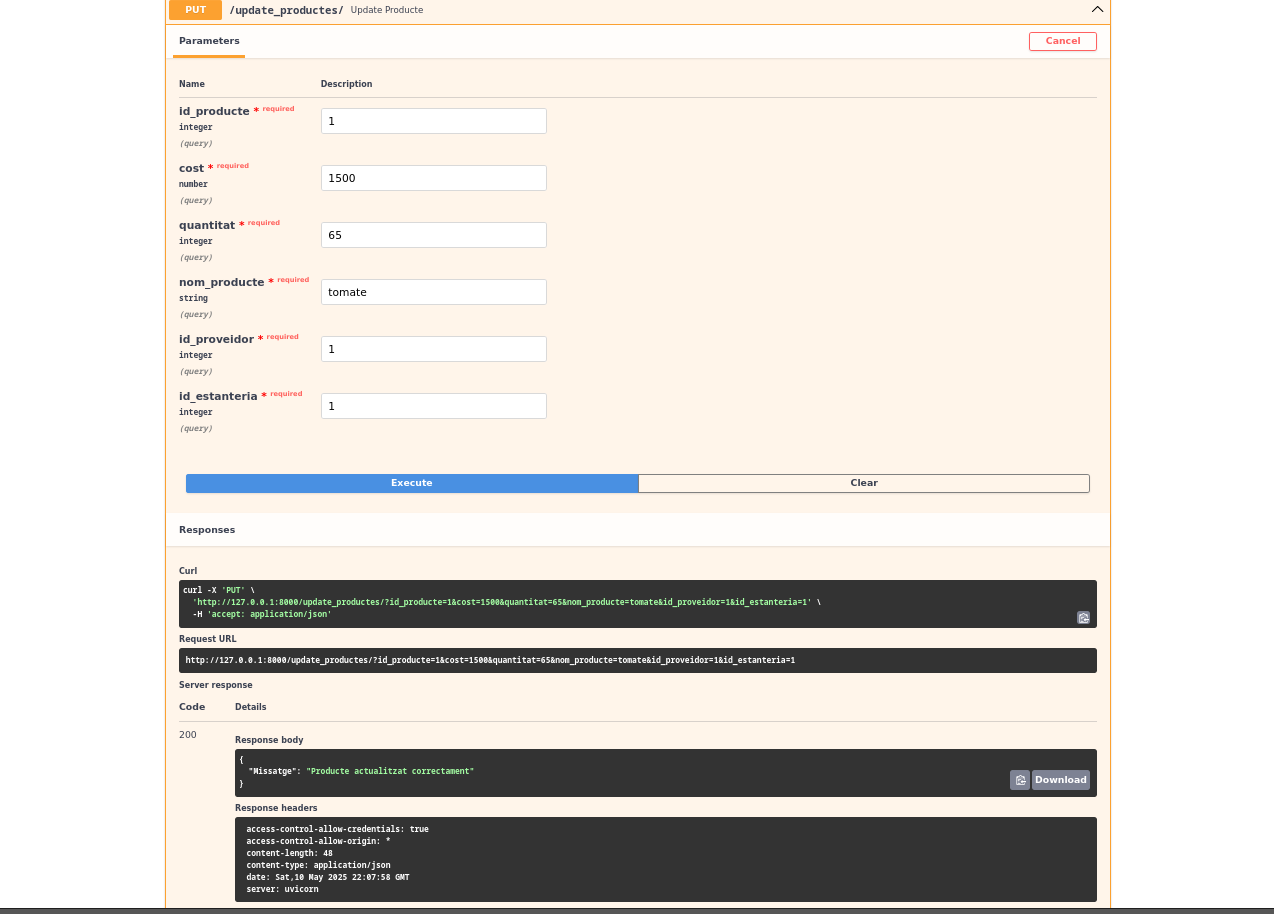 PUT /update_productes/ Update Producte
Parameters
Cancel
Name Description
id_producte * required
integer
(query)
1
cost * required
number
(query)
1500
quantitat * required
integer
(query)
65
nom_producte * required
string
(query)
tomate
id_proveidor * required
integer
(query)
1
id_estanteria * required
integer
(query)
1
Execute Clear
Responses
Curl
curl -X 'PUT' \
'http://127.0.0.1:8000/update_productes/?id_producte=1&cost=1500&quantitat=65&nom_producte=tomate&id_proveidor=1&id_estanteria=1' \
-H 'accept: application/json'
Request URL
http://127.0.0.1:8000/update_productes/?id_producte=1&cost=1500&quantitat=65&nom_producte=tomate&id_proveidor=1&id_estanteria=1
Server response
Code Details
200
Response body
{
"Missatge": "Producte actualitzat correctament"
}
Download
Response headers
access-control-allow-credentials: true
access-control-allow-origin: *
content-length: 48
content-type: application/json
date: Sat,10 May 2025 22:07:58 GMT
server: uvicorn